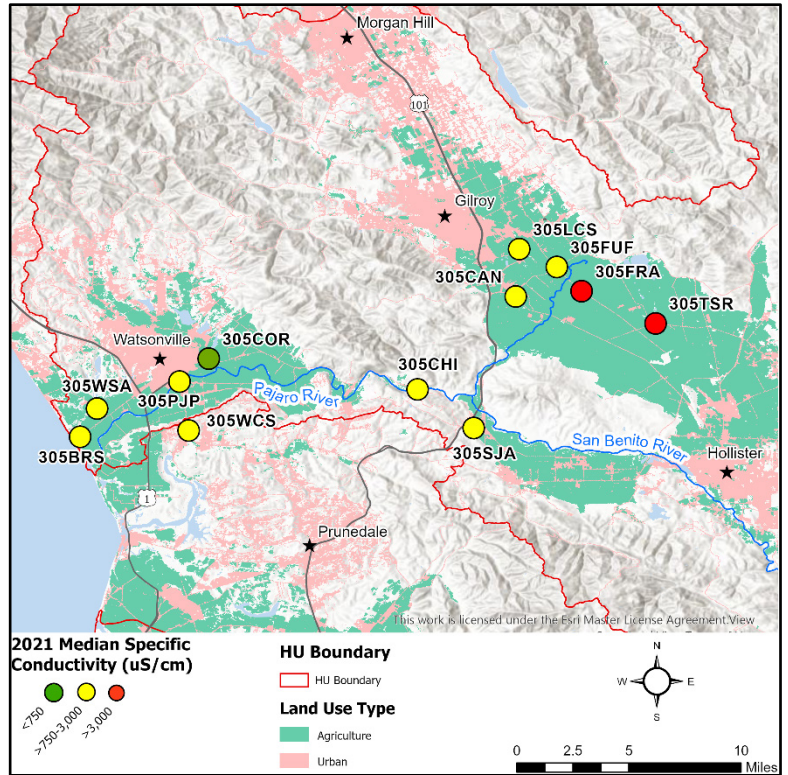 Morgan Hill
101
Gilroy
305LCS
305FUF
305FRA
305CAN
305TSR
305COR
Watsonville
305CHI
305WSA
305PJP
Pajaro River
305WCS
305SJA
San Benito River
305BRS
Hollister
1
Prunedale
This work is licensed under the Esri Master License Agreement.View
2021 Median Specific
Conductivity (uS/cm)
<750
>750-3,000
>3,000
HU Boundary
HU Boundary
Land Use Type
Agriculture
Urban
N
W E
S
0 2.5 5 10
Miles